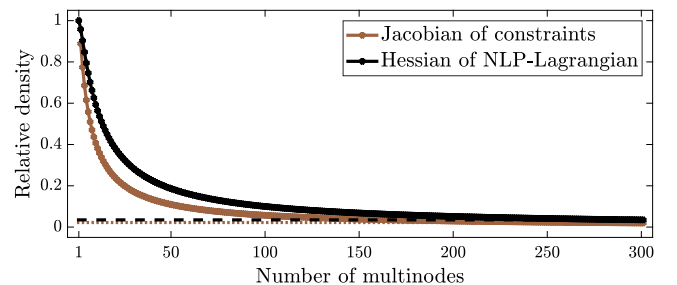 Relative density
1
0.8
0.6
0.4
0.2
0
Jacobian of constraints
Hessian of NLP-Lagrangian
1 50 100 150 200 250 300
Number of multinodes